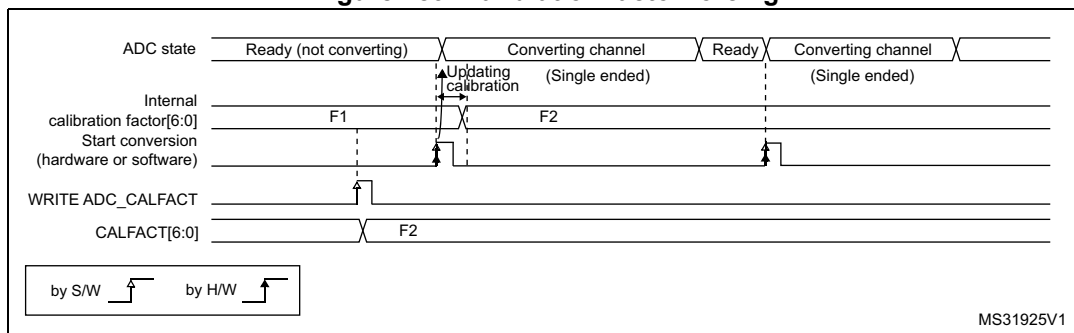 ADC state
Ready (not converting)
Converting channel
Ready
Converting channel
Updating
calibration
(Single ended)
(Single ended)
Internal
calibration factor[6:0]
F1
F2
Start conversion
(hardware or software)
WRITE ADC_CALFACT
CALFACT[6:0]
F2
by S/W
by H/W
MS31925V1